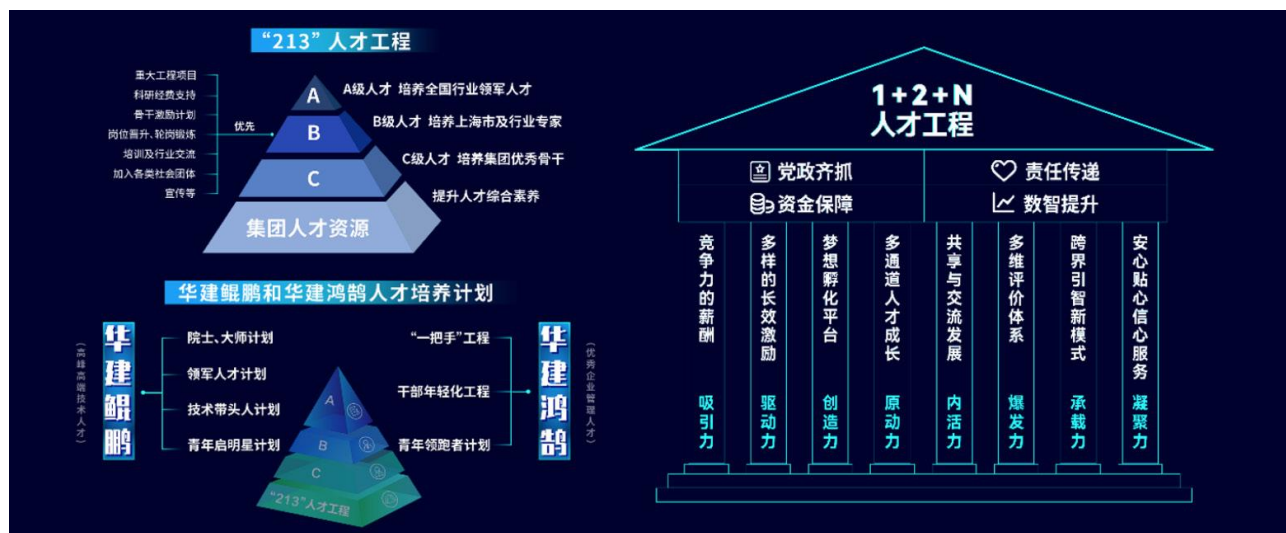 “213”人才工程
重大工程项目
科研经费支持
骨干激励计划
岗位晋升、轮岗锻炼
培训及行业交流
加入各类社会团体
宣传等
优先
A
B
C
集团人才资源
A级人才 培养全国行业领军人才
B级人才 培养上海市及行业专家
C级人才 培养集团优秀骨干
提升人才综合素养
华建鲲鹏和华建鸿鹄人才培养计划
（高峰高端技术人才）
华建鲲鹏
院士、大师计划
领军人才计划
技术带头人计划
青年启明星计划
A
B
C
“213”人才工程
“一把手”工程
干部年轻化工程
青年领跑者计划
华建鸿鹄
（优秀企业管理人才）
1+2+N
人才工程
党政齐抓
责任传递
资金保障
数智提升
竞争力的薪酬
吸引力
多样的长效激励
驱动力
梦想孵化平台
创造力
多通道人才成长
原动力
共享与交流发展
内活力
多维评价体系
爆发力
跨界引智新模式
承载力
安心贴心信心服务
凝聚力